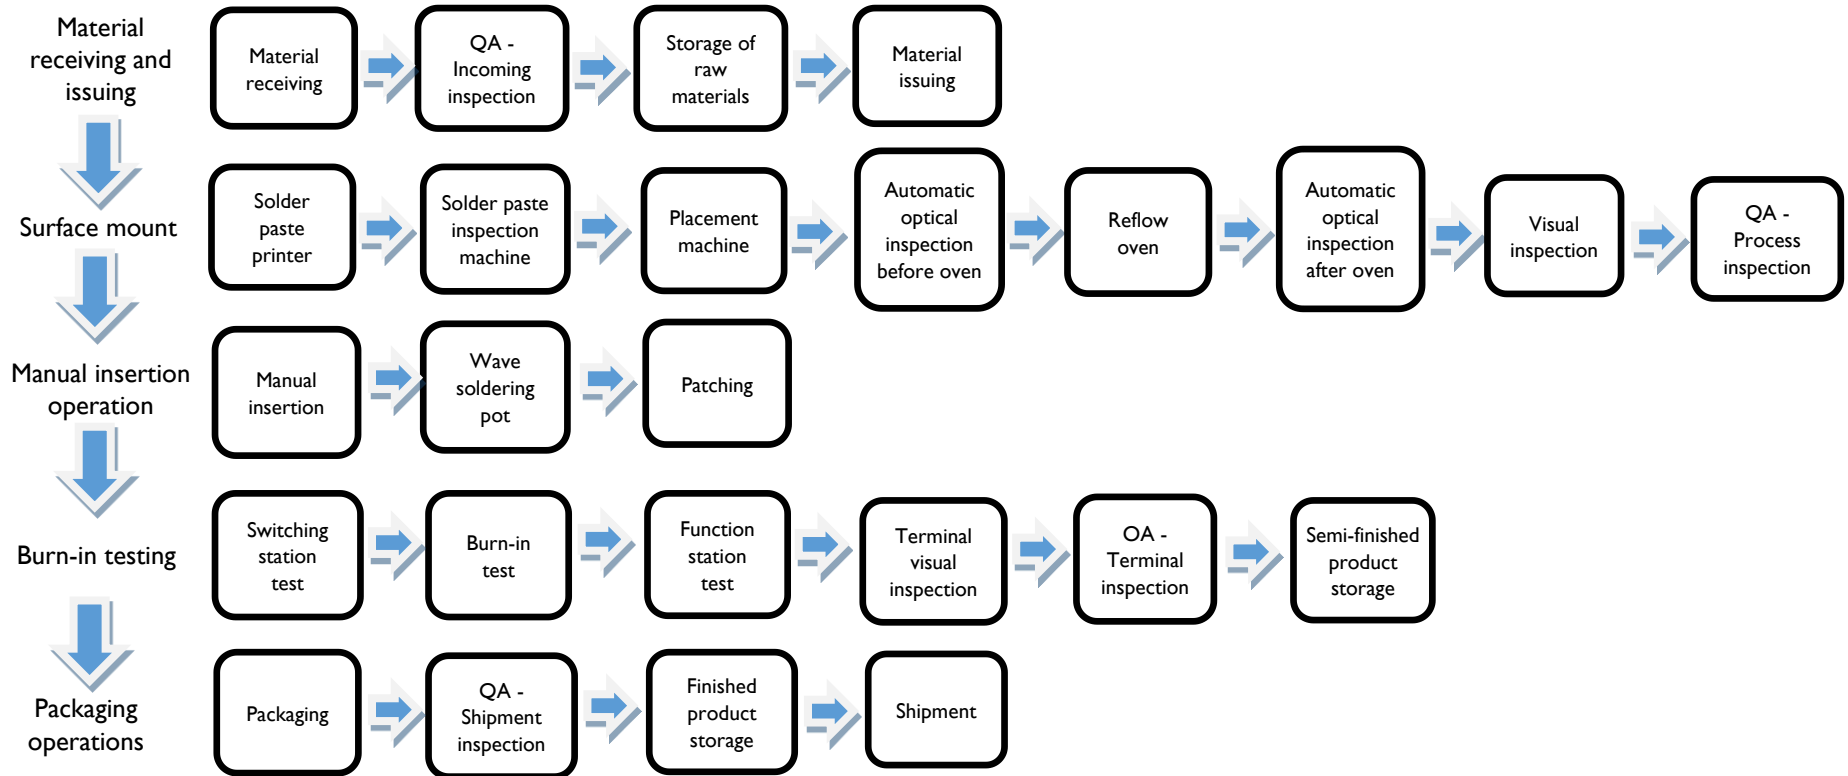 Material
receiving and
issuing
Material
receiving
QA -
Incoming
inspection
Storage of
raw
materials
Material
issuing
Surface mount
Solder
paste
printer
Solder paste
inspection
machine
Placement
machine
Automatic
optical
inspection
before oven
Reflow
oven
Automatic
optical
inspection
after oven
Visual
inspection
QA -
Process
inspection
Manual insertion
operation
Manual
insertion
Wave
soldering
pot
Patching
Burn-in testing
Switching
station
test
Burn-in
test
Function
station
test
Terminal
visual
inspection
OA -
Terminal
inspection
Semi-finished
product
storage
Packaging
operations
Packaging
QA -
Shipment
inspection
Finished
product
storage
Shipment